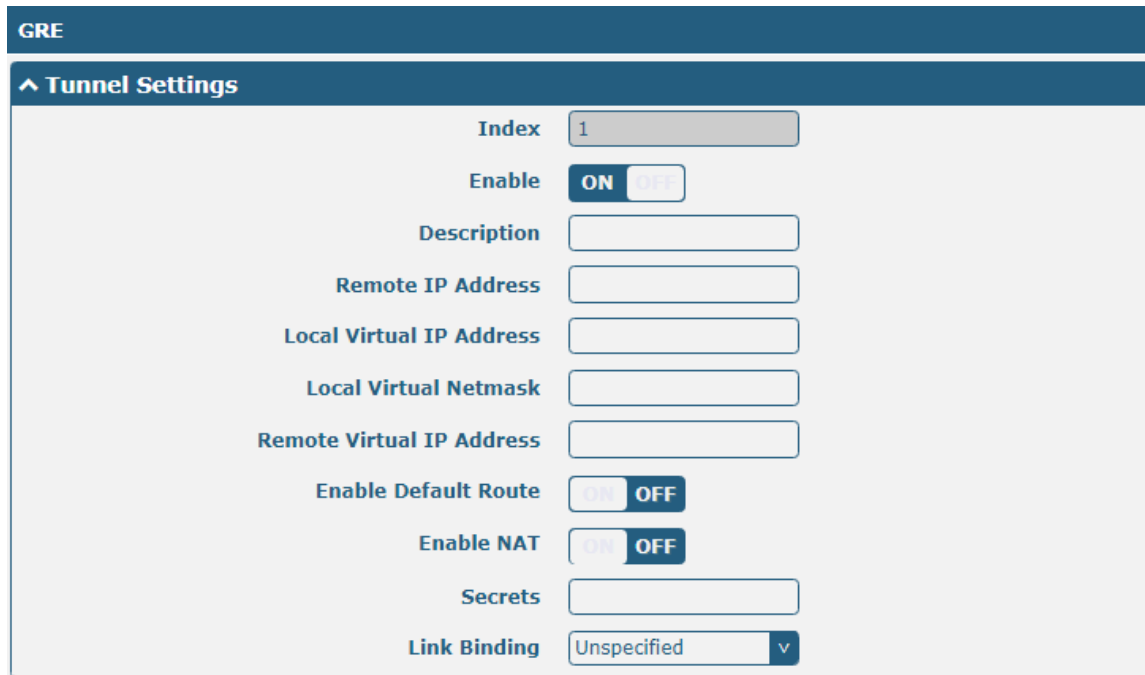 GRE
Tunnel Settings
Index 1
Enable ON OFF
Description
Remote IP Address
Local Virtual IP Address
Local Virtual Netmask
Remote Virtual IP Address
Enable Default Route ON OFF
Enable NAT ON OFF
Secrets
Link Binding Unspecified v